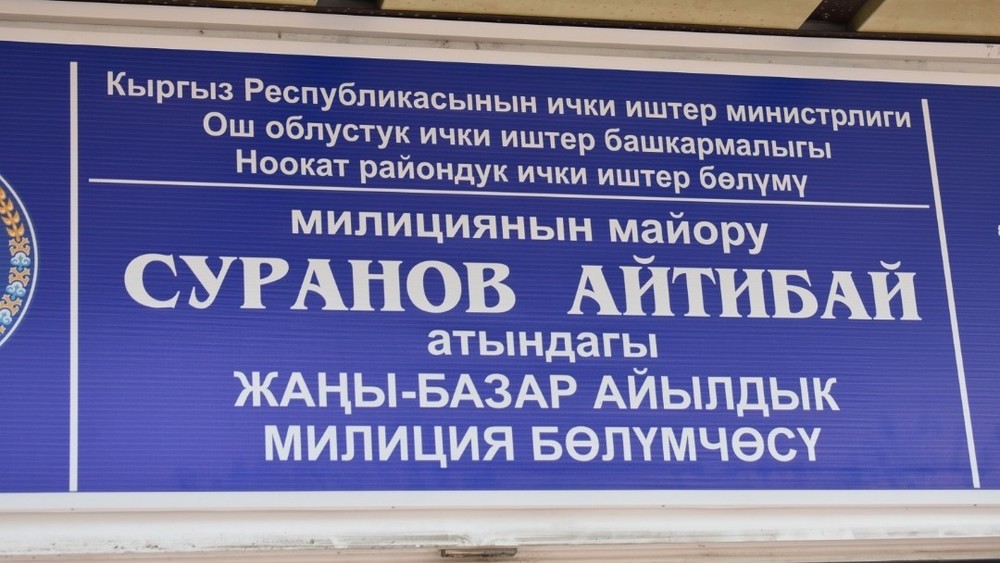 Кыргыз Республикасынын ички иштер министрлиги
Ош облустук ички иштер башкармалыгы
Ноокат райондук ички иштер бөлүмү
милициянын майору
СУРАНОВ АЙТИБАЙ
атындагы
ЖАҢЫ-БАЗАР АЙЫЛДЫК
МИЛИЦИЯ БӨЛҮМЧӨСҮ